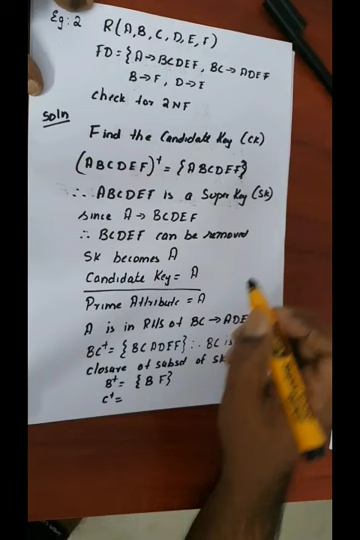 Eg:2 R(A,B,C,D,E,F)
FD = {A→BCDEF, BC→ADEF
B→F, D→E
check for 2NF
Soln
Find the Candidate Key (CK)
(ABCDEF)⁺ = {ABCDEF}
∴ ABCDEF is a Super Key (SK)
since A→BCDEF
∴ BCDEF can be removed
SK becomes A
Candidate Key = A
Prime Attribute = A
A is in RHS of BC→ADE
BC⁺ = {BCADEF} ∴ BC is
closure of subset of SK
B⁺ = {BF}
C⁺ =